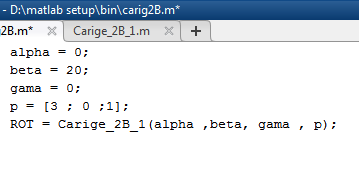 - D:\matlab setup\bin\carig2B.m*
2B.m* Carige_2B_1.m +
alpha = 0;
beta = 20;
gama = 0;
p = [3 ; 0 ;1];
ROT = Carige_2B_1(alpha ,beta, gama , p);